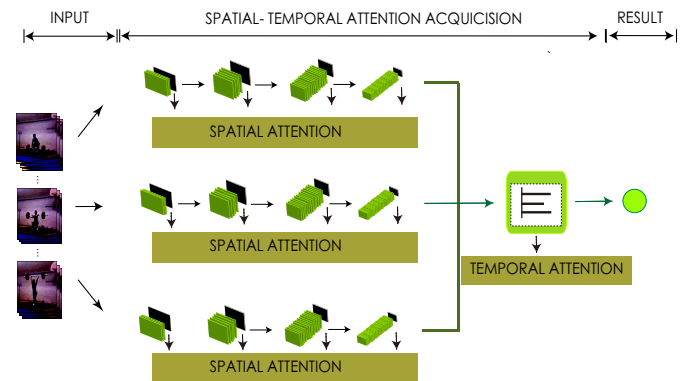 INPUT
SPATIAL- TEMPORAL ATTENTION ACQUICISION
RESULT
SPATIAL ATTENTION
SPATIAL ATTENTION
TEMPORAL ATTENTION
SPATIAL ATTENTION